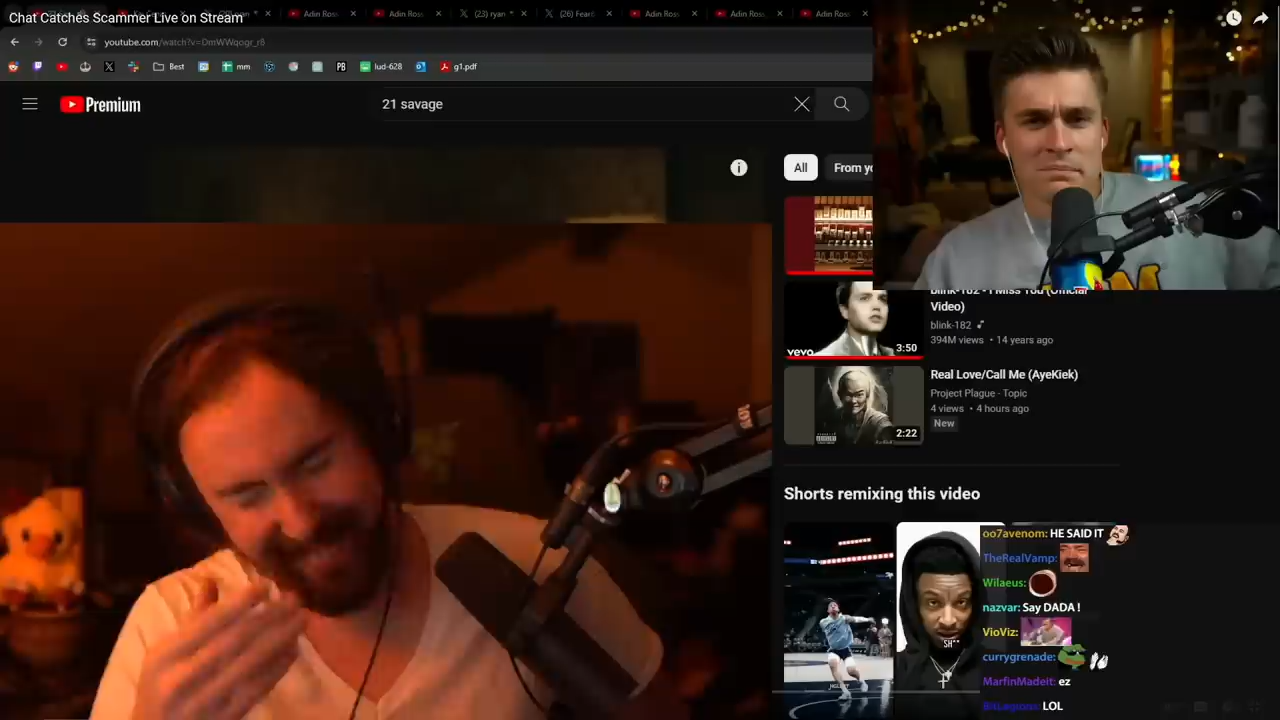 Chat Catches Scammer Live on Stream
Adin Ross
Adin Ross
(23) ryan
(26) Fear&
Adin Ross
Adin Ross
Adin Ross
youtube.com/watch?v=DmWWqogr_r8
Best
mm
PB
lud-628
g1.pdf
Premium
21 savage
All
From yo
blink-182 - I Miss You (Official
Video)
blink-182
394M views • 14 years ago
vevo
3:50
Real Love/Call Me (AyeKiek)
Project Plague - Topic
4 views • 4 hours ago
New
2:22
Shorts remixing this video
oo7avenom: HE SAID IT
TheRealVamp:
Wilaeus:
nazvar: Say DADA !
VioViz:
currygrenade:
MarfinMadeIt: ez
LOL